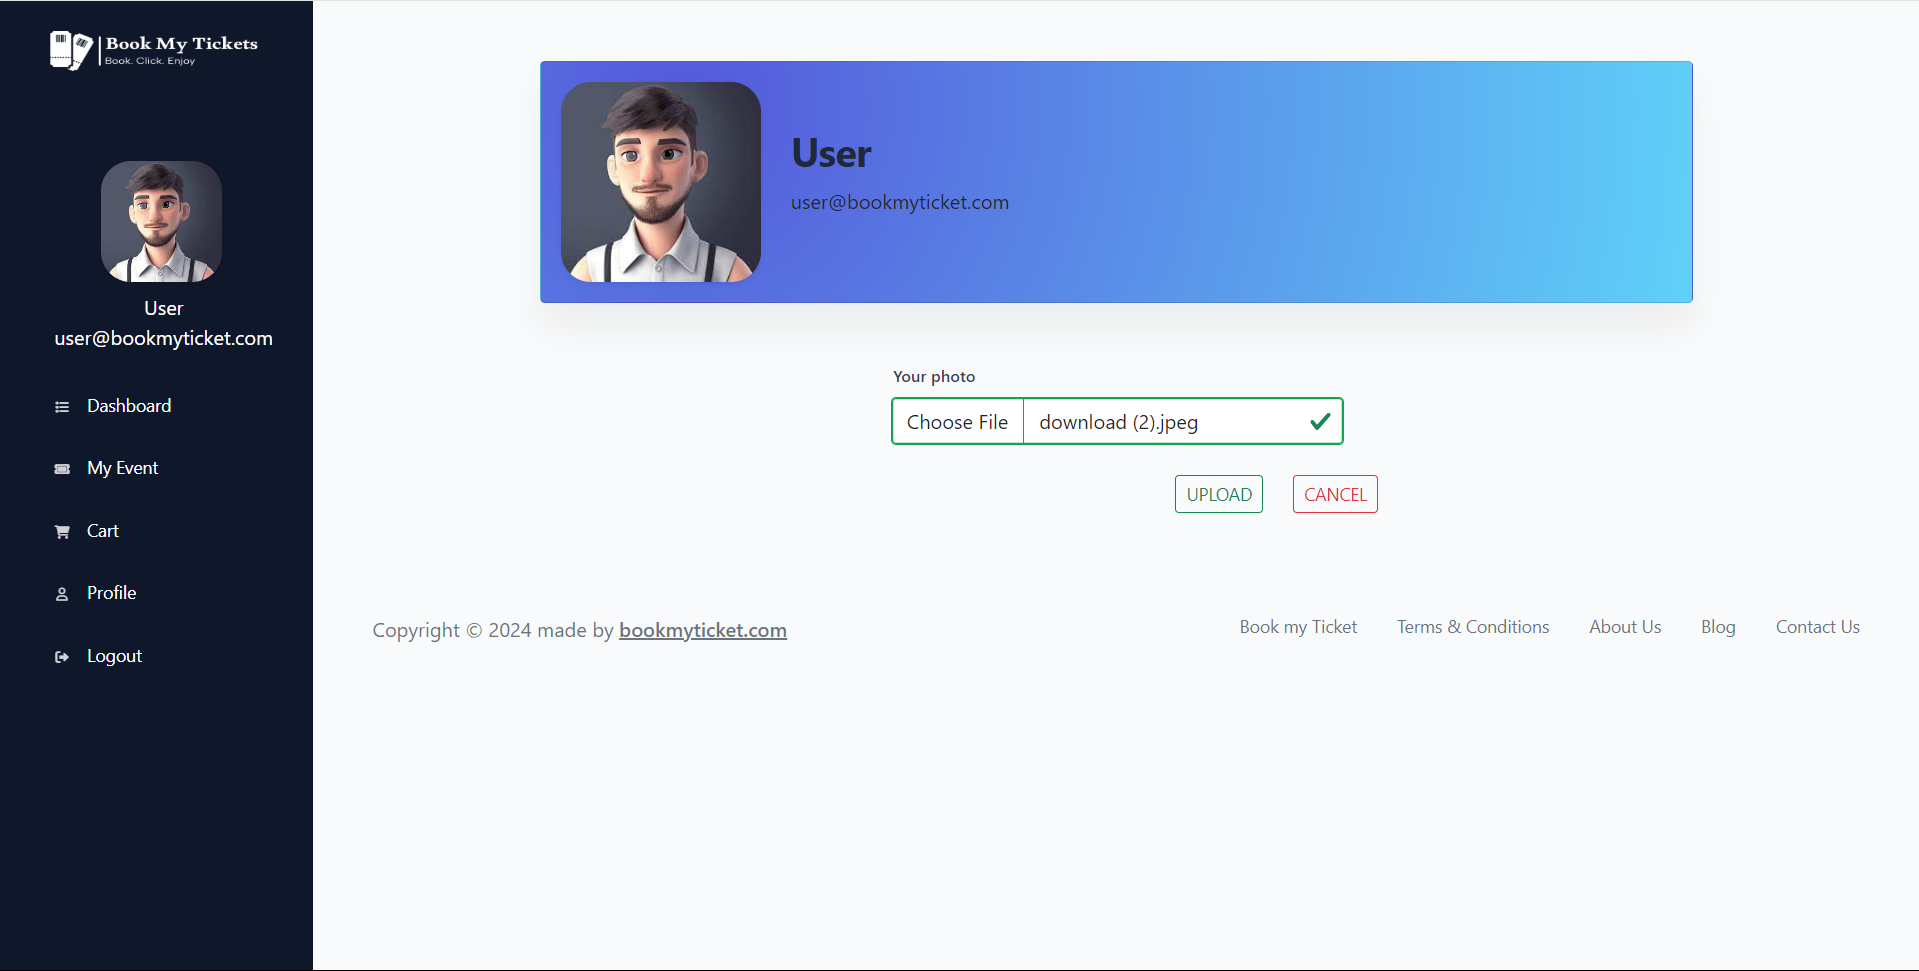 Book My Tickets
Book. Click. Enjoy
User
user@bookmyticket.com
Dashboard
My Event
Cart
Profile
Logout
User
user@bookmyticket.com
Your photo
Choose File download (2).jpeg
UPLOAD CANCEL
Copyright © 2024 made by bookmyticket.com
Book my Ticket Terms & Conditions About Us Blog Contact Us